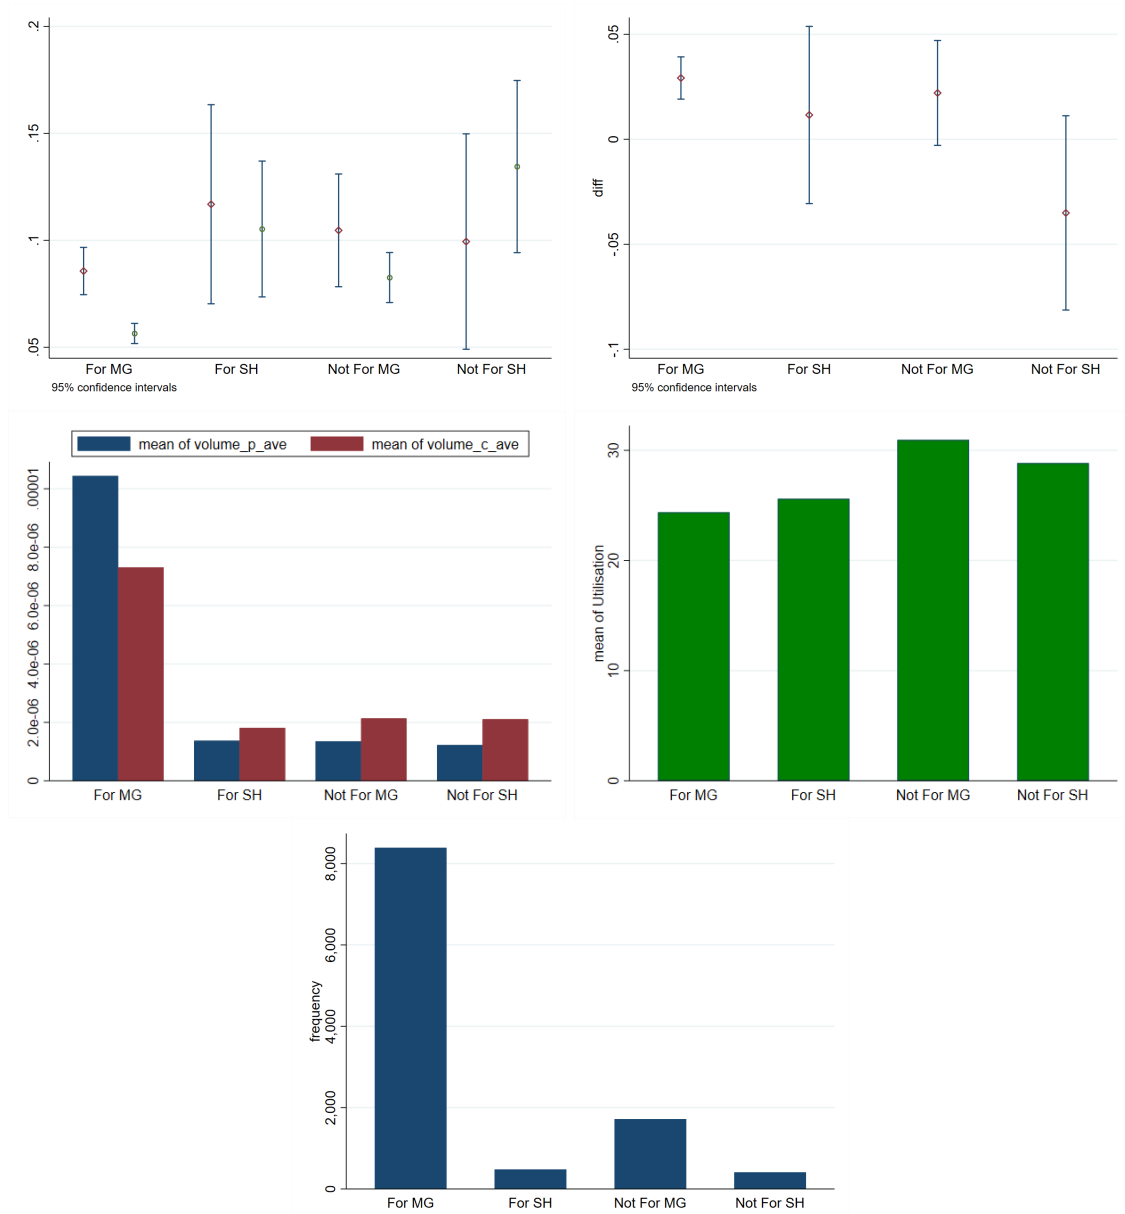 .2
.15
.1
.05
For MG For SH Not For MG Not For SH
95% confidence intervals
.05
0
-.05
-.1
diff
For MG For SH Not For MG Not For SH
95% confidence intervals
mean of volume_p_ave mean of volume_c_ave
.00001
8.0e-06
6.0e-06
4.0e-06
2.0e-06
0
For MG For SH Not For MG Not For SH
30
20
10
0
mean of Utilisation
For MG For SH Not For MG Not For SH
8,000
6,000
4,000
2,000
0
frequency
For MG For SH Not For MG Not For SH